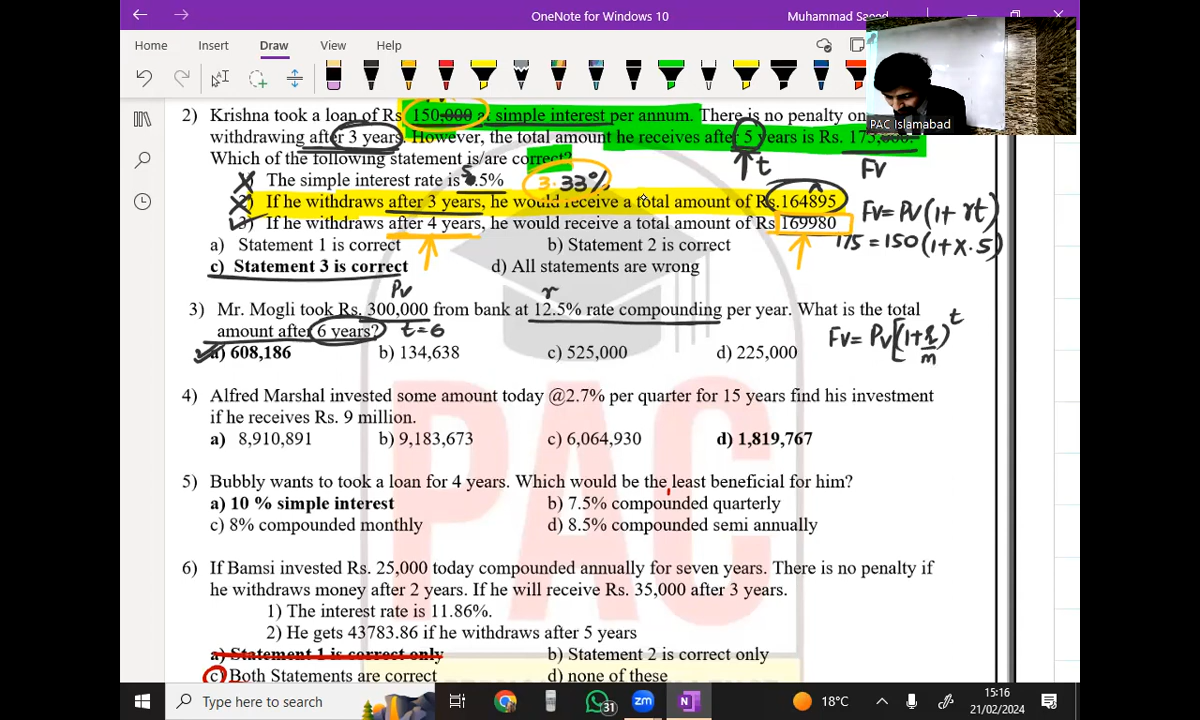 OneNote for Windows 10
Muhammad Saeed
Home Insert Draw View Help
PAC Islamabad
2) Krishna took a loan of Rs 150,000 at simple interest per annum. There is no penalty on
withdrawing after 3 years. However, the total amount he receives after 5 years is Rs. 175,000.
Which of the following statement is/are correct?
t
FV
The simple interest rate is .5%
3.33%
2) If he withdraws after 3 years, he would receive a total amount of Rs.164895
3) If he withdraws after 4 years, he would receive a total amount of Rs 169980
FV=PV(1+rt)
175=150(1+x.5)
a) Statement 1 is correct b) Statement 2 is correct
c) Statement 3 is correct d) All statements are wrong
PV
r
3) Mr. Mogli took Rs. 300,000 from bank at 12.5% rate compounding per year. What is the total
amount after 6 years? t=6
FV=PV[1+r/m]^t
a) 608,186 b) 134,638 c) 525,000 d) 225,000
4) Alfred Marshal invested some amount today @2.7% per quarter for 15 years find his investment
if he receives Rs. 9 million.
a) 8,910,891 b) 9,183,673 c) 6,064,930 d) 1,819,767
5) Bubbly wants to took a loan for 4 years. Which would be the least beneficial for him?
a) 10 % simple interest b) 7.5% compounded quarterly
c) 8% compounded monthly d) 8.5% compounded semi annually
6) If Bamsi invested Rs. 25,000 today compounded annually for seven years. There is no penalty if
he withdraws money after 2 years. If he will receive Rs. 35,000 after 3 years.
1) The interest rate is 11.86%.
2) He gets 43783.86 if he withdraws after 5 years
a) Statement 1 is correct only b) Statement 2 is correct only
c) Both Statements are correct d) none of these
PAC
Type here to search
31
zm
N
18°C
15:16
21/02/2024